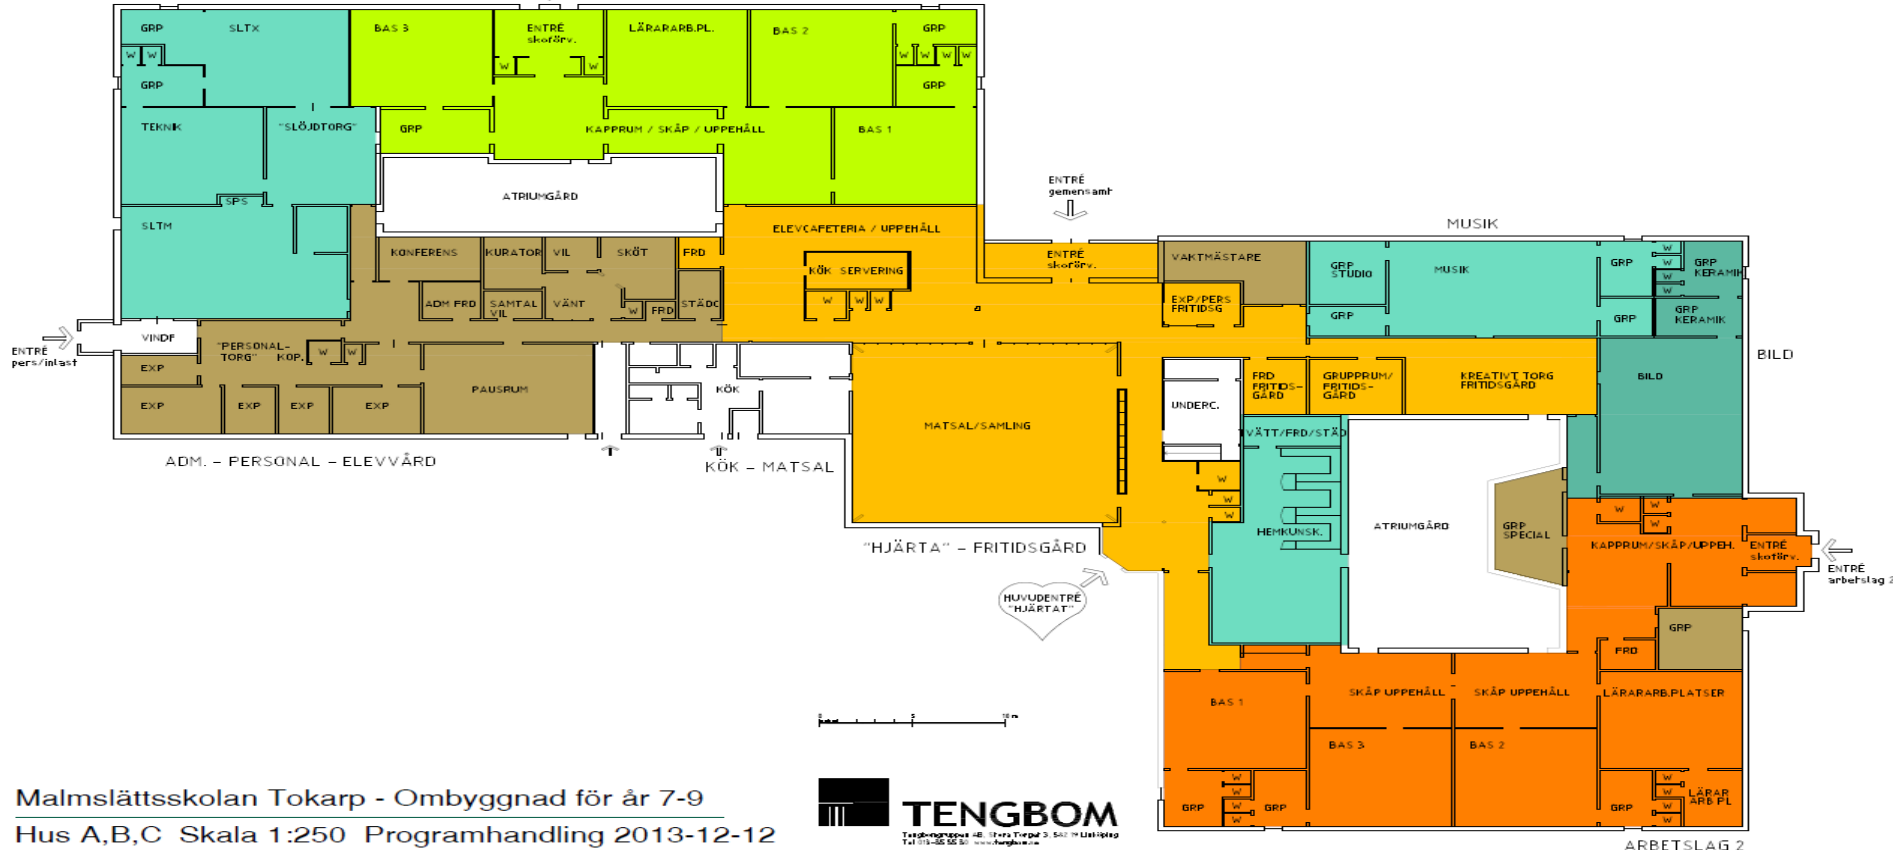 GRP
SLTX
BAS 3
ENTRÉ
skoförv.
LÄRARARB.PL.
BAS 2
GRP
W W
W
W
W W W W
GRP
GRP
TEKNIK
"SLÖJDTORG"
GRP
KAPPRUM / SKÅP / UPPEHÅLL
BAS 1
ATRIUMGÅRD
SPS
SLTM
ENTRÉ
gemensamt
ELEVCAFETERIA / UPPEHÅLL
MUSIK
KONFERENS
KURATOR
VIL
SKÖT
FRD
KÖK SERVERING
ENTRÉ
skoförv.
VAKTMÄSTARE
GRP
STUDIO
MUSIK
GRP
W
W
W
W
GRP
KERAMIK
ADM FRD
SAMTAL
VIL
VÄNT
W
FRD
STÄD
W W W
EXP/PERS
FRITIDSG
GRP
GRP
GRP
KERAMIK
ENTRÉ
pers/inlast
VINDF
"PERSONAL-
TORG"
KOP.
W W
BILD
EXP
PAUSRUM
KÖK
FRD
FRITIDS-
GÅRD
GRUPPRUM/
FRITIDS-
GÅRD
KREATIVT TORG
FRITIDSGÅRD
BILD
EXP
EXP
EXP
EXP
UNDERC.
MATSAL/SAMLING
TVÄTT/FRD/STÄD
ADM. - PERSONAL - ELEVVÅRD
KÖK - MATSAL
W
W
W
HEMKUNSK.
ATRIUMGÅRD
GRP
SPECIAL
W
W
W
KAPPRUM/SKÅP/UPPEH.
ENTRÉ
skoförv.
ENTRÉ
arbetslag 2
"HJÄRTA" - FRITIDSGÅRD
HUVUDENTRÉ
"HJÄRTAT"
GRP
FRD
BAS 1
SKÅP UPPEHÅLL
SKÅP UPPEHÅLL
LÄRARARB.PLATSER
0
5
10 m
BAS 3
BAS 2
GRP
W
W
W
W
GRP
GRP
W
W
W
W
LÄRAR
ARB PL
ARBETSLAG 2
Malmslättsskolan Tokarp - Ombyggnad för år 7-9
Hus A,B,C Skala 1:250 Programhandling 2013-12-12
TENGBOM